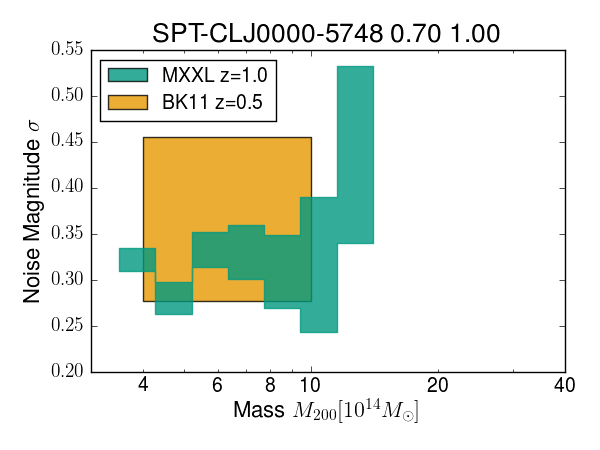 SPT-CLJ0000-5748 0.70 1.00
MXXL z=1.0
BK11 z=0.5
Noise Magnitude σ
0.55
0.50
0.45
0.40
0.35
0.30
0.25
0.20
4 6 8 10 20 40
Mass M₂₀₀[10¹⁴M⊙]